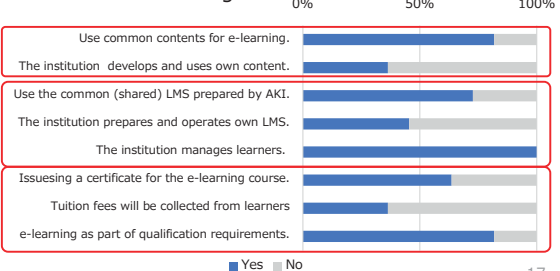 0% 50% 100%
Use common contents for e-learning.
The institution develops and uses own content.
Use the common (shared) LMS prepared by AKI.
The institution prepares and operates own LMS.
The institution manages learners.
Issuesing a certificate for the e-learning course.
Tuition fees will be collected from learners
e-learning as part of qualification requirements.
Yes No